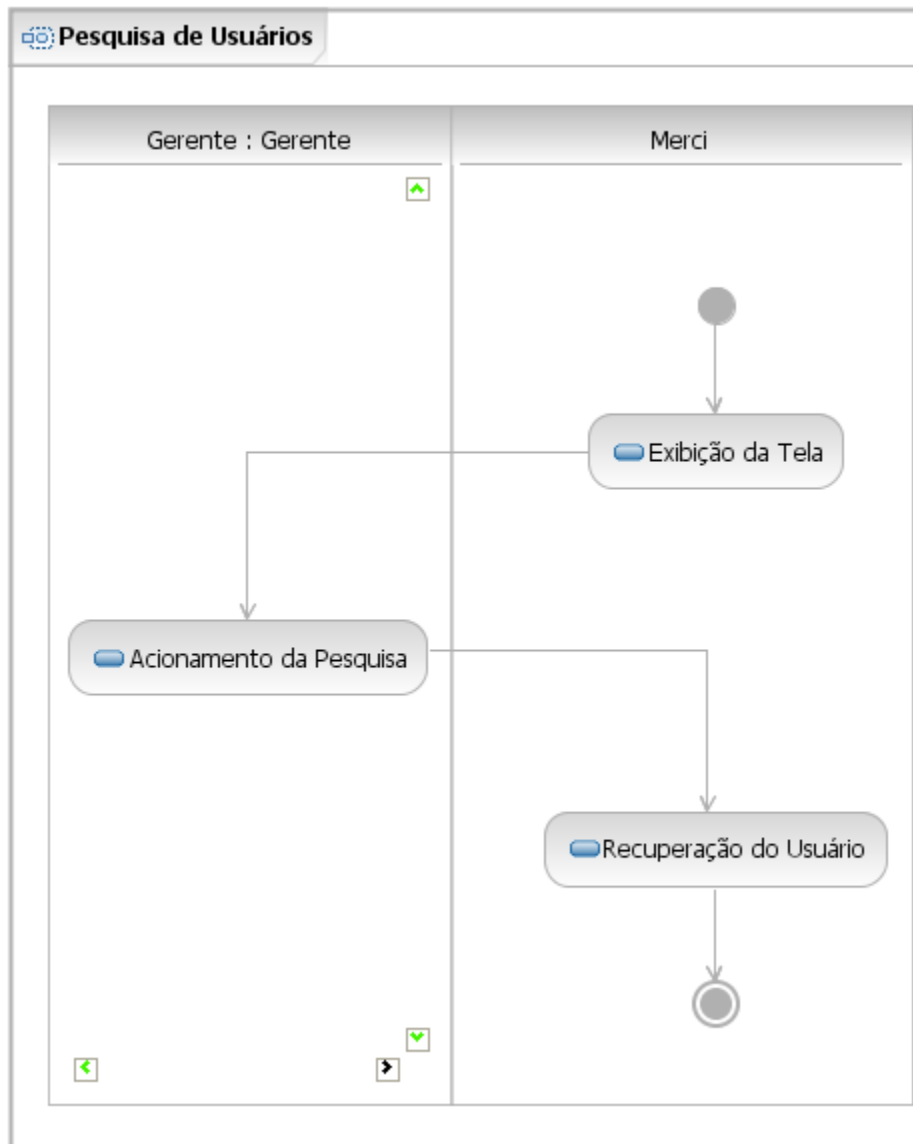 Pesquisa de Usuários
Gerente : Gerente
Merci
Exibição da Tela
Acionamento da Pesquisa
Recuperação do Usuário